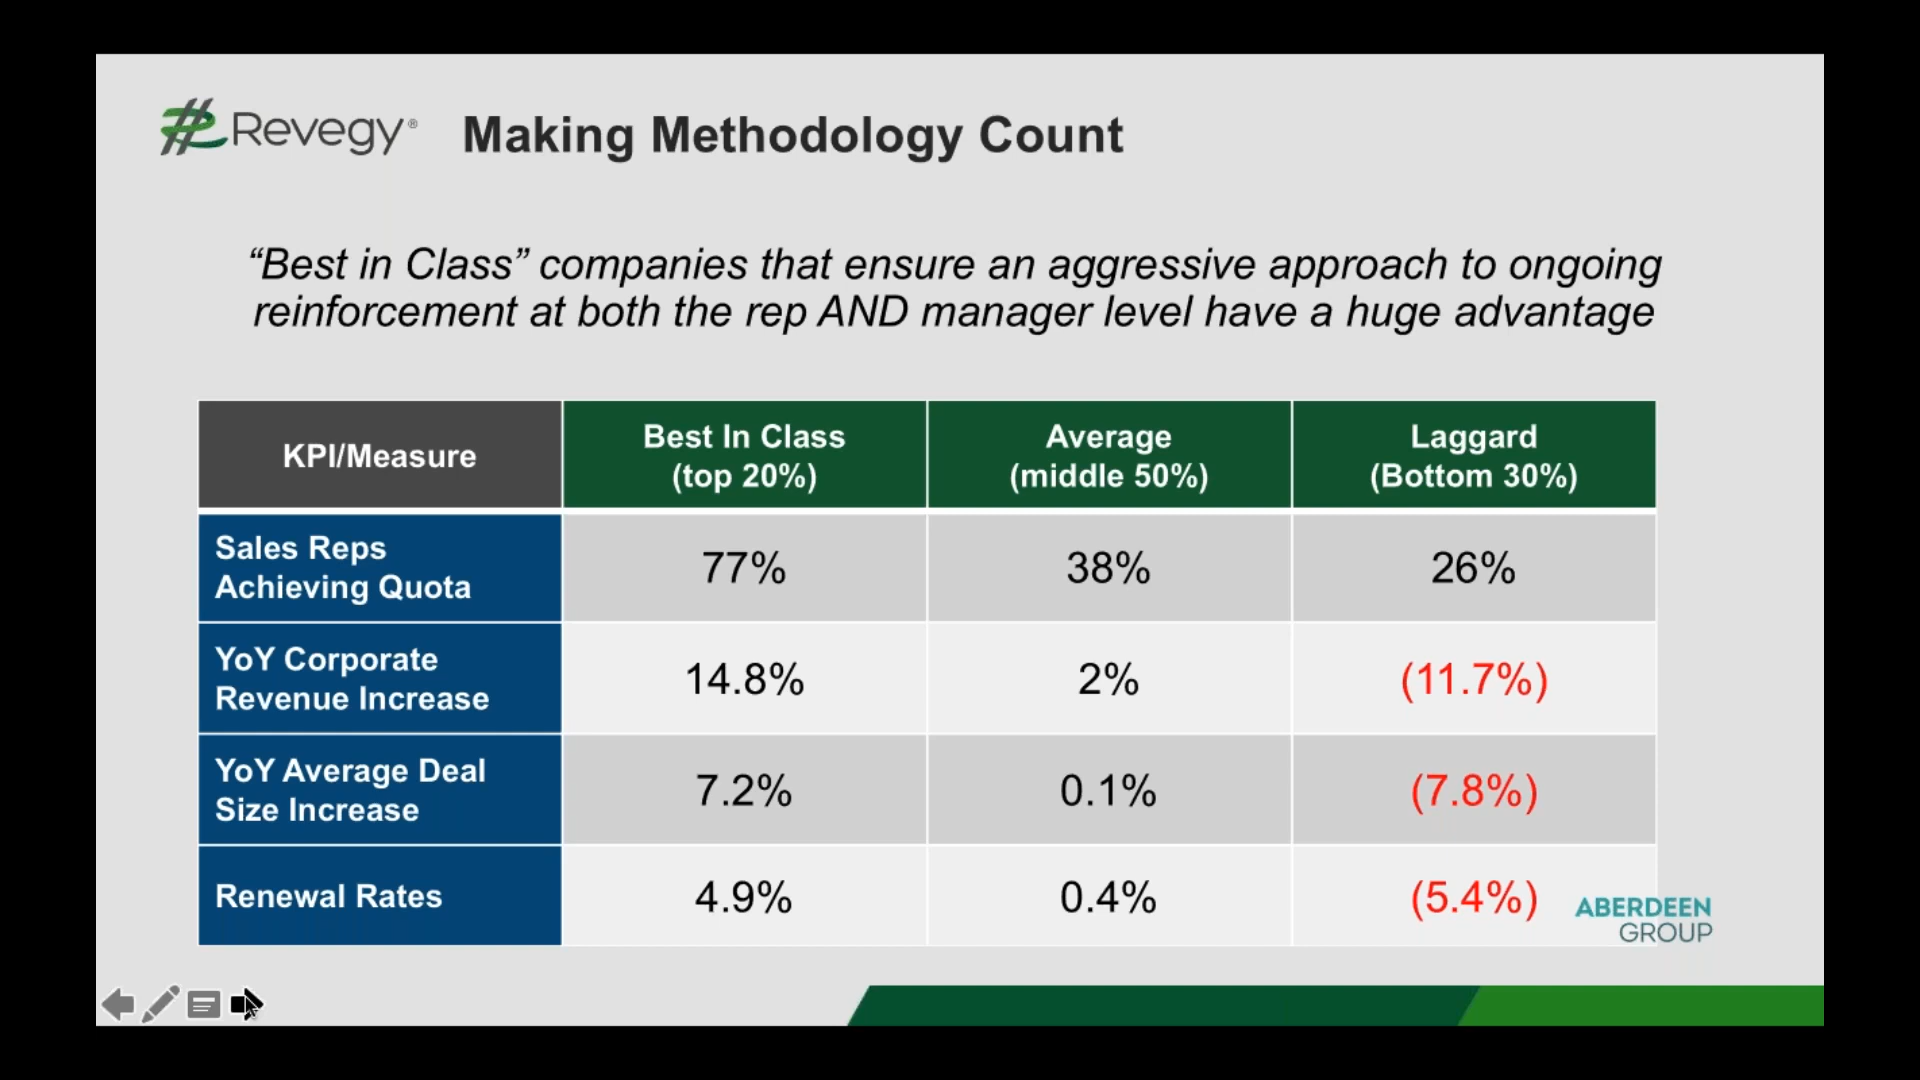 Revegy®
Making Methodology Count
“Best in Class” companies that ensure an aggressive approach to ongoing
reinforcement at both the rep AND manager level have a huge advantage
KPI/Measure
Best In Class
(top 20%)
Average
(middle 50%)
Laggard
(Bottom 30%)
Sales Reps
Achieving Quota
77%
38%
26%
YoY Corporate
Revenue Increase
14.8%
2%
(11.7%)
YoY Average Deal
Size Increase
7.2%
0.1%
(7.8%)
Renewal Rates
4.9%
0.4%
(5.4%)
ABERDEEN
GROUP